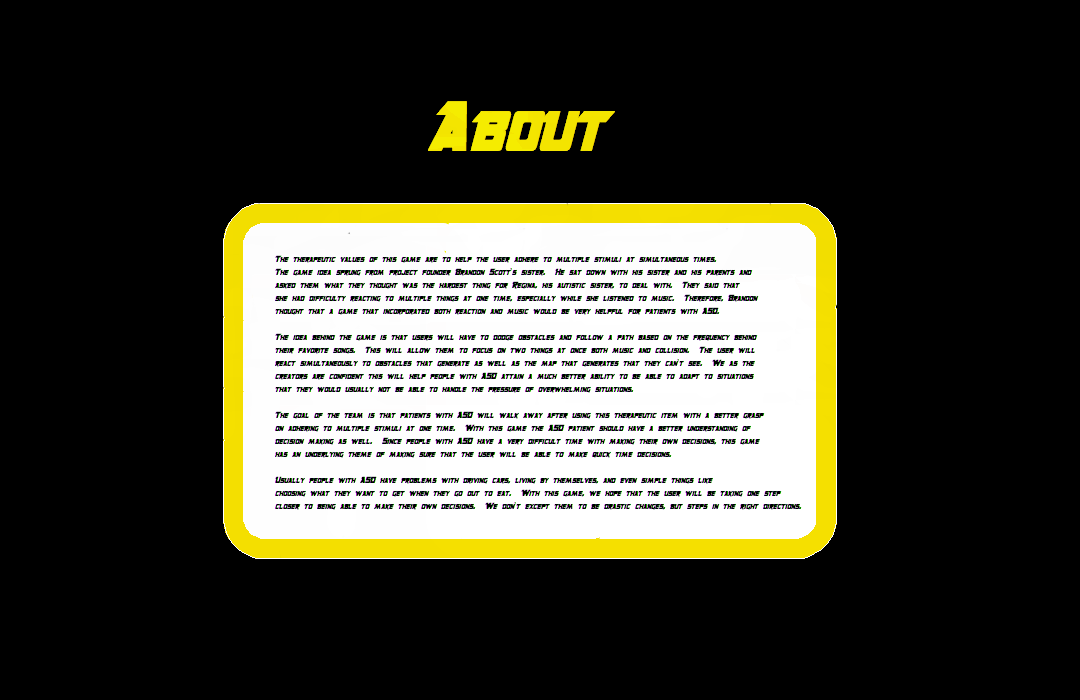 About
The therapeutic values of this game are to help the user adhere to multiple stimuli at simultaneous times.
The game idea sprung from project founder Brandon Scott's sister. He sat down with his sister and his parents and
asked them what they thought was the hardest thing for Regina, his autistic sister, to deal with. They said that
she had difficulty reacting to multiple things at one time, especially while she listened to music. Therefore, Brandon
thought that a game that incorporated both reaction and music would be very helpful for patients with ASD.
The idea behind the game is that users will have to dodge obstacles and follow a path based on the frequency behind
their favorite songs. This will allow them to focus on two things at once both music and collision. The user will
react simultaneously to obstacles that generate as well as the map that generates that they can't see. We as the
creators are confident this will help people with ASD attain a much better ability to be able to adapt to situations
that they would usually not be able to handle the pressure of overwhelming situations.
The goal of the team is that patients with ASD will walk away after using this therapeutic item with a better grasp
on adhering to multiple stimuli at one time. With this game the ASD patient should have a better understanding of
decision making as well. Since people with ASD have a very difficult time with making their own decisions, this game
has an underlying theme of making sure that the user will be able to make quick time decisions.
Usually people with ASD have problems with driving cars, living by themselves, and even simple things like
choosing what they want to get when they go out to eat. With this game, we hope that the user will be taking one step
closer to being able to make their own decisions. We don't except them to be drastic changes, but steps in the right directions.